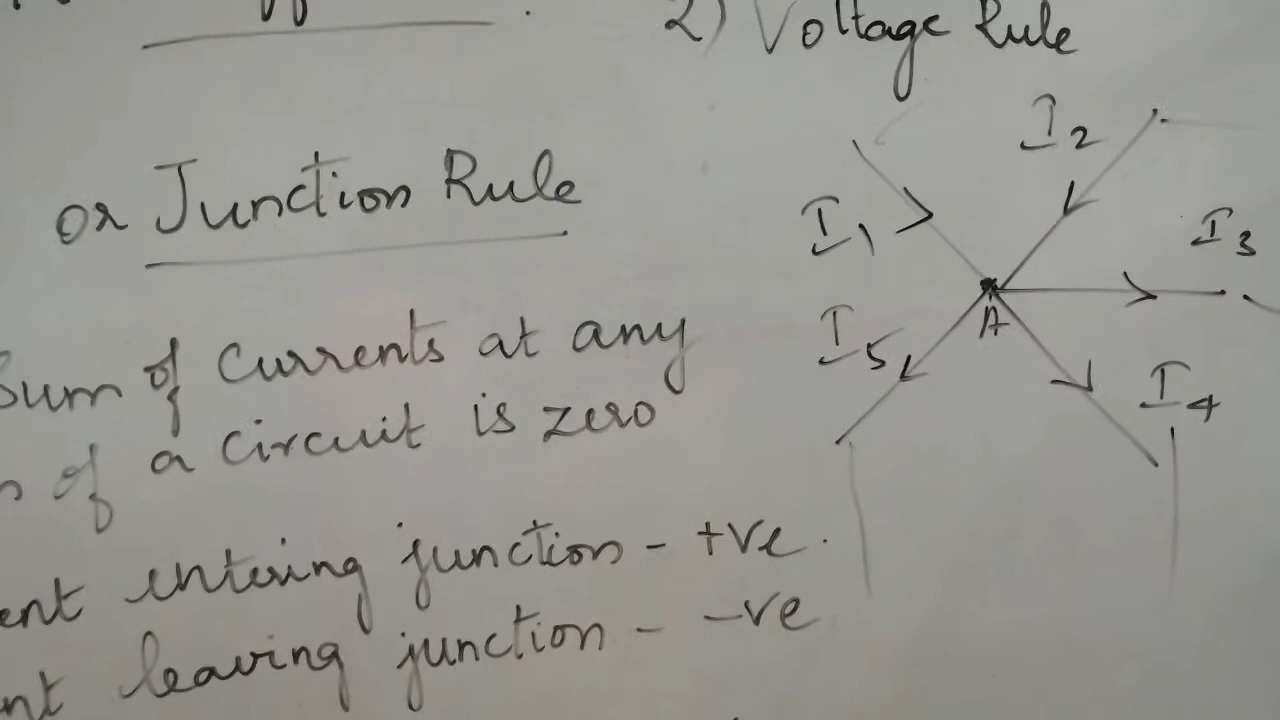 2) Voltage Rule
or Junction Rule
Sum of currents at any
of a circuit is zero
entering junction - +ve.
leaving junction - -ve
I2
I1
I3
A
I5
I4